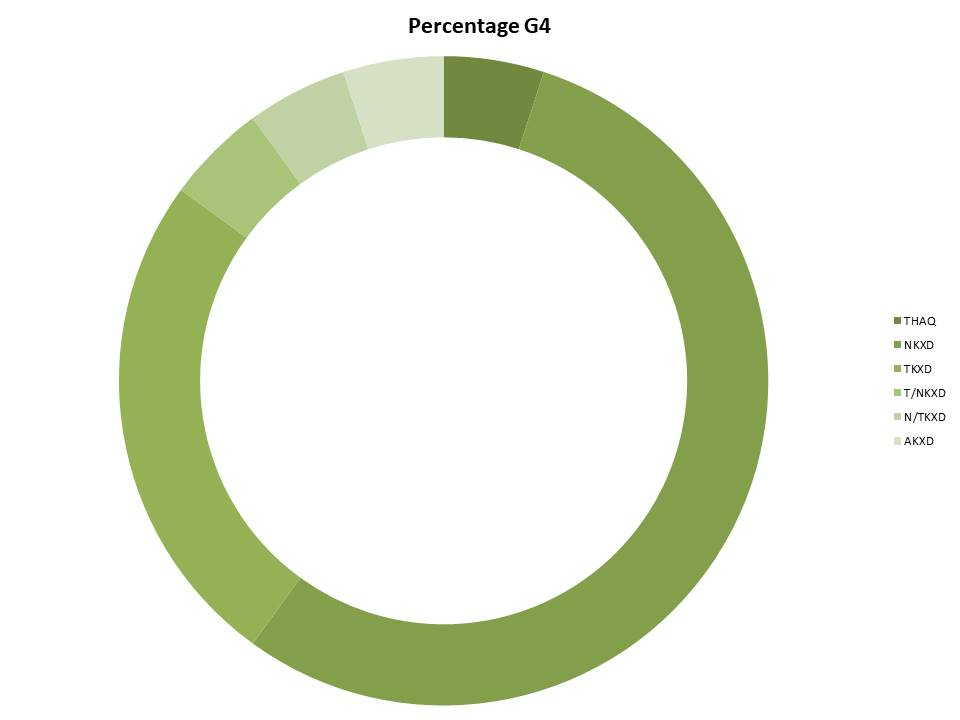 Percentage G4
THAQ
NKXD
TKXD
T/NKXD
N/TKXD
AKXD